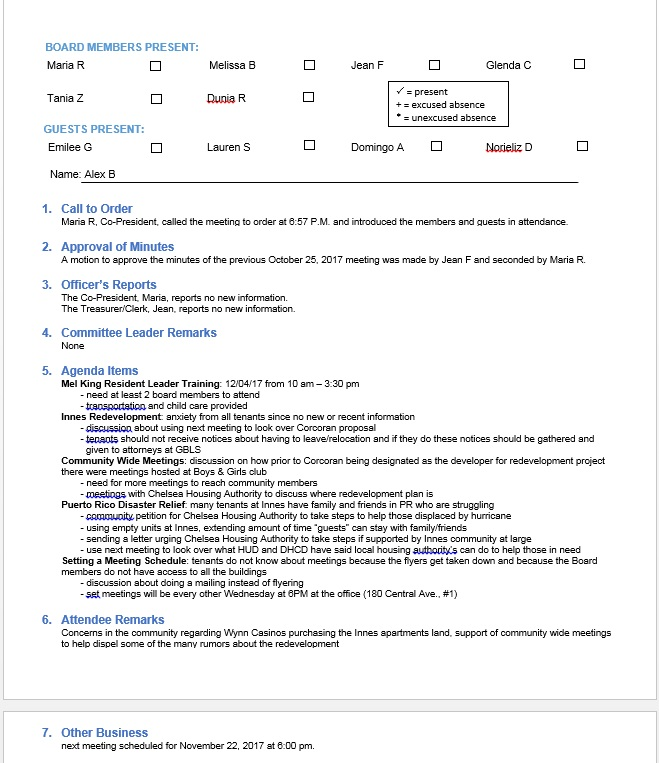 BOARD MEMBERS PRESENT:
Maria R ☐ Melissa B ☐ Jean F ☐ Glenda C ☐
Tania Z ☐ Dunia R ☐
✓ = present
+ = excused absence
* = unexcused absence
GUESTS PRESENT:
Emilee G ☐ Lauren S ☐ Domingo A ☐ Norieliz D ☐
Name: Alex B
1. Call to Order
Maria R, Co-President, called the meeting to order at 6:57 P.M. and introduced the members and guests in attendance.
2. Approval of Minutes
A motion to approve the minutes of the previous October 25, 2017 meeting was made by Jean F and seconded by Maria R.
3. Officer's Reports
The Co-President, Maria, reports no new information.
The Treasurer/Clerk, Jean, reports no new information.
4. Committee Leader Remarks
None
5. Agenda Items
Mel King Resident Leader Training: 12/04/17 from 10 am – 3:30 pm
- need at least 2 board members to attend
- transportation and child care provided
Innes Redevelopment: anxiety from all tenants since no new or recent information
- discussion about using next meeting to look over Corcoran proposal
- tenants should not receive notices about having to leave/relocation and if they do these notices should be gathered and
given to attorneys at GBLS
Community Wide Meetings: discussion on how prior to Corcoran being designated as the developer for redevelopment project
there were meetings hosted at Boys & Girls club
- need for more meetings to reach community members
- meetings with Chelsea Housing Authority to discuss where redevelopment plan is
Puerto Rico Disaster Relief: many tenants at Innes have family and friends in PR who are struggling
- community petition for Chelsea Housing Authority to take steps to help those displaced by hurricane
- using empty units at Innes, extending amount of time "guests" can stay with family/friends
- sending a letter urging Chelsea Housing Authority to take steps if supported by Innes community at large
- use next meeting to look over what HUD and DHCD have said local housing authority's can do to help those in need
Setting a Meeting Schedule: tenants do not know about meetings because the flyers get taken down and because the Board
members do not have access to all the buildings
- discussion about doing a mailing instead of flyering
- set meetings will be every other Wednesday at 6PM at the office (180 Central Ave., #1)
6. Attendee Remarks
Concerns in the community regarding Wynn Casinos purchasing the Innes apartments land, support of community wide meetings
to help dispel some of the many rumors about the redevelopment
7. Other Business
next meeting scheduled for November 22, 2017 at 6:00 pm.